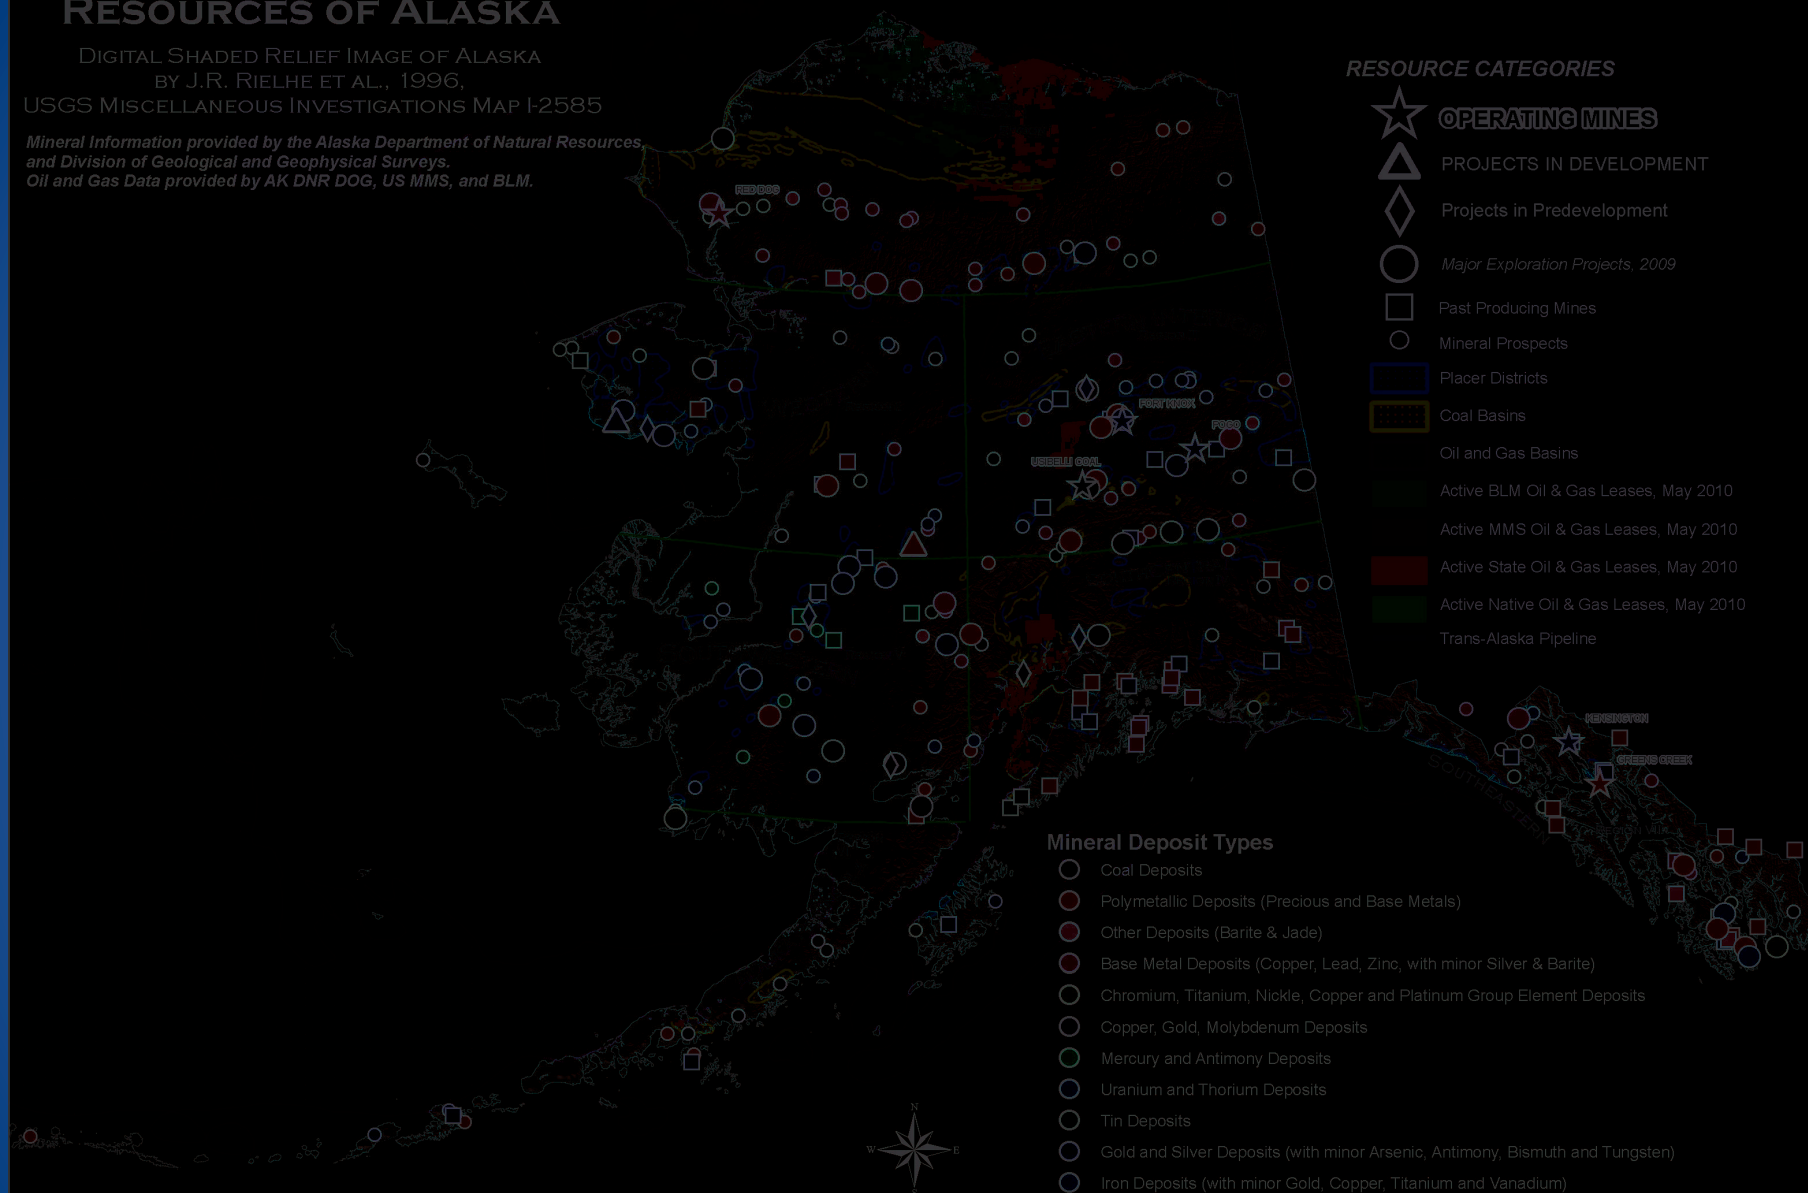 RESOURCES OF ALASKA
DIGITAL SHADED RELIEF IMAGE OF ALASKA
BY J.R. RIELHE ET AL., 1996,
USGS MISCELLANEOUS INVESTIGATIONS MAP I-2585
Mineral Information provided by the Alaska Department of Natural Resources,
and Division of Geological and Geophysical Surveys.
Oil and Gas Data provided by AK DNR DOG, US MMS, and BLM.
RESOURCE CATEGORIES
OPERATING MINES
PROJECTS IN DEVELOPMENT
Projects in Predevelopment
Major Exploration Projects, 2009
Past Producing Mines
Mineral Prospects
Placer Districts
Coal Basins
Oil and Gas Basins
Active BLM Oil & Gas Leases, May 2010
Active MMS Oil & Gas Leases, May 2010
Active State Oil & Gas Leases, May 2010
Active Native Oil & Gas Leases, May 2010
Trans-Alaska Pipeline
RED DOG
FORT KNOX
POGO
USIBELLI COAL
KENSINGTON
GREENS CREEK
SOUTHEASTERN
Mineral Deposit Types
Coal Deposits
Polymetallic Deposits (Precious and Base Metals)
Other Deposits (Barite & Jade)
Base Metal Deposits (Copper, Lead, Zinc, with minor Silver & Barite)
Chromium, Titanium, Nickle, Copper and Platinum Group Element Deposits
Copper, Gold, Molybdenum Deposits
Mercury and Antimony Deposits
Uranium and Thorium Deposits
Tin Deposits
Gold and Silver Deposits (with minor Arsenic, Antimony, Bismuth and Tungsten)
Iron Deposits (with minor Gold, Copper, Titanium and Vanadium)
N
W
E
S